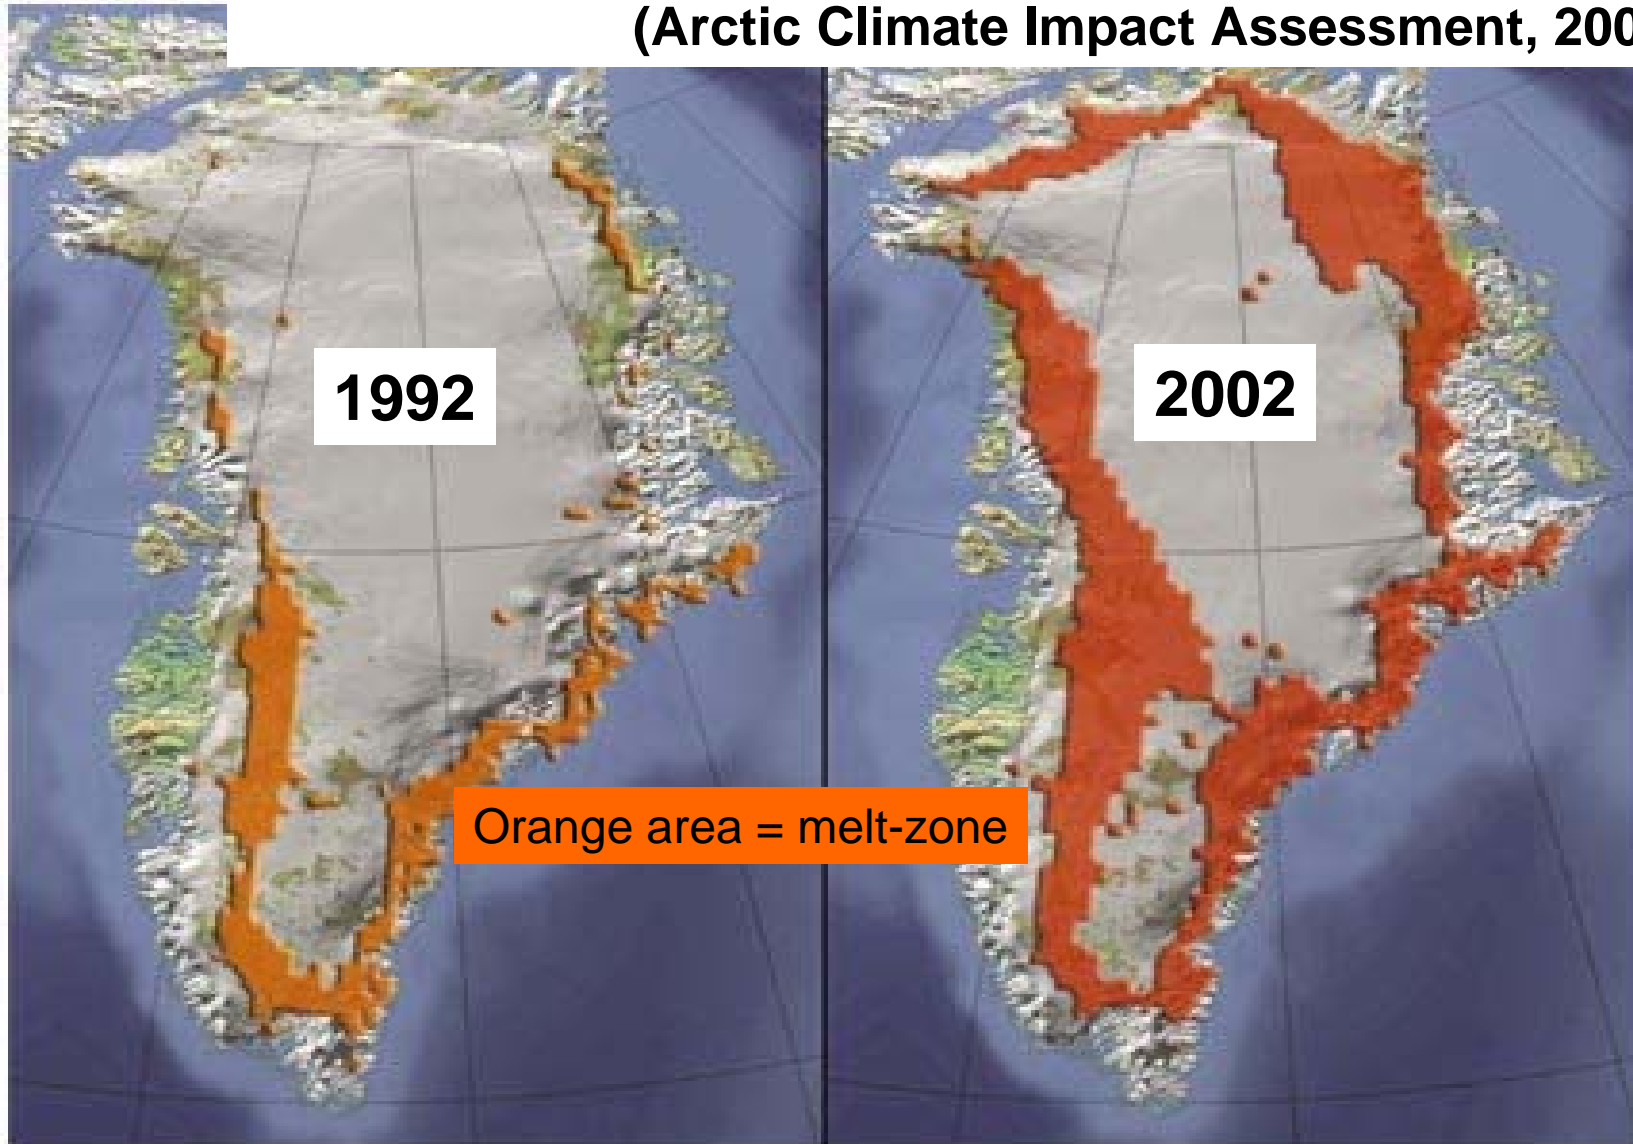 (Arctic Climate Impact Assessment, 200
1992
2002
Orange area = melt-zone